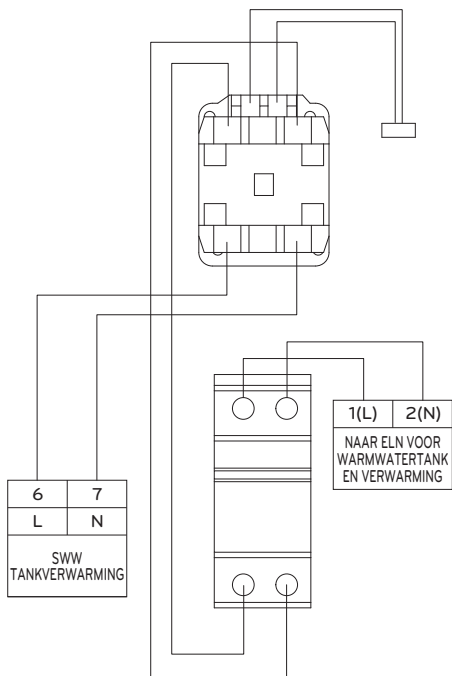 1(L) 2(N)
NAAR ELN VOOR
WARMWATERTANK
EN VERWARMING
6 7
L N
SWW
TANKVERWARMING